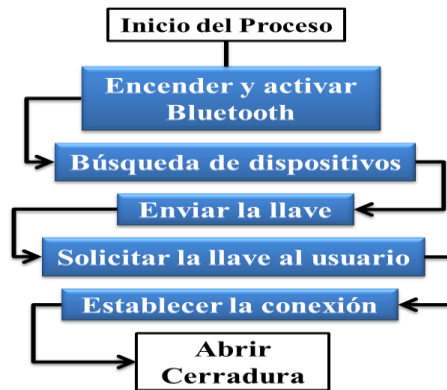 Inicio del Proceso
Encender y activar
Bluetooth
Búsqueda de dispositivos
Enviar la llave
Solicitar la llave al usuario
Establecer la conexión
Abrir
Cerradura